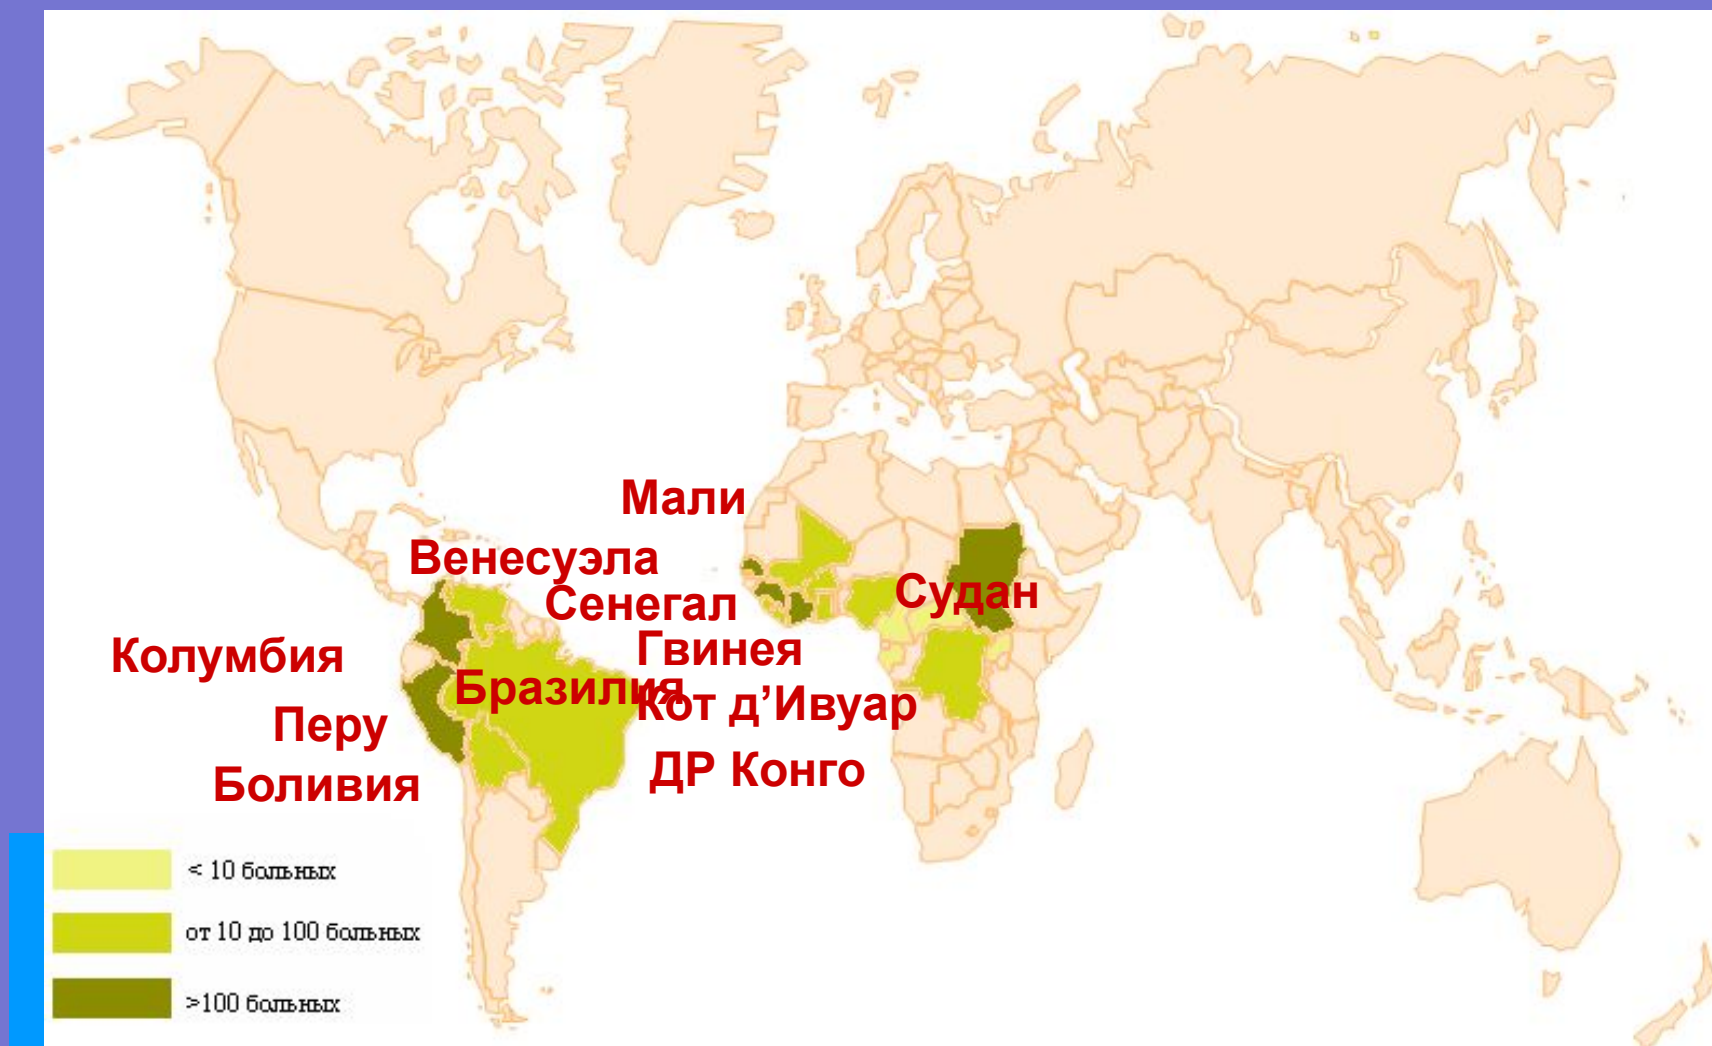 Мали
Венесуэла
Сенегал
Судан
Гвинея
Колумбия
Бразилия
Кот д’Ивуар
Перу
ДР Конго
Боливия
< 10 больных
от 10 до 100 больных
>100 больных